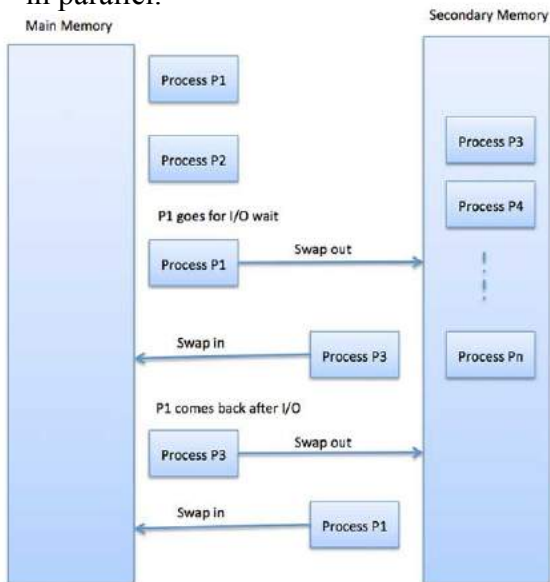 in parallel.
Main Memory
Secondary Memory
Process P1
Process P3
Process P2
Process P4
P1 goes for I/O wait
Process P1
Swap out
Swap in
Process P3
Process Pn
P1 comes back after I/O
Process P3
Swap out
Swap in
Process P1